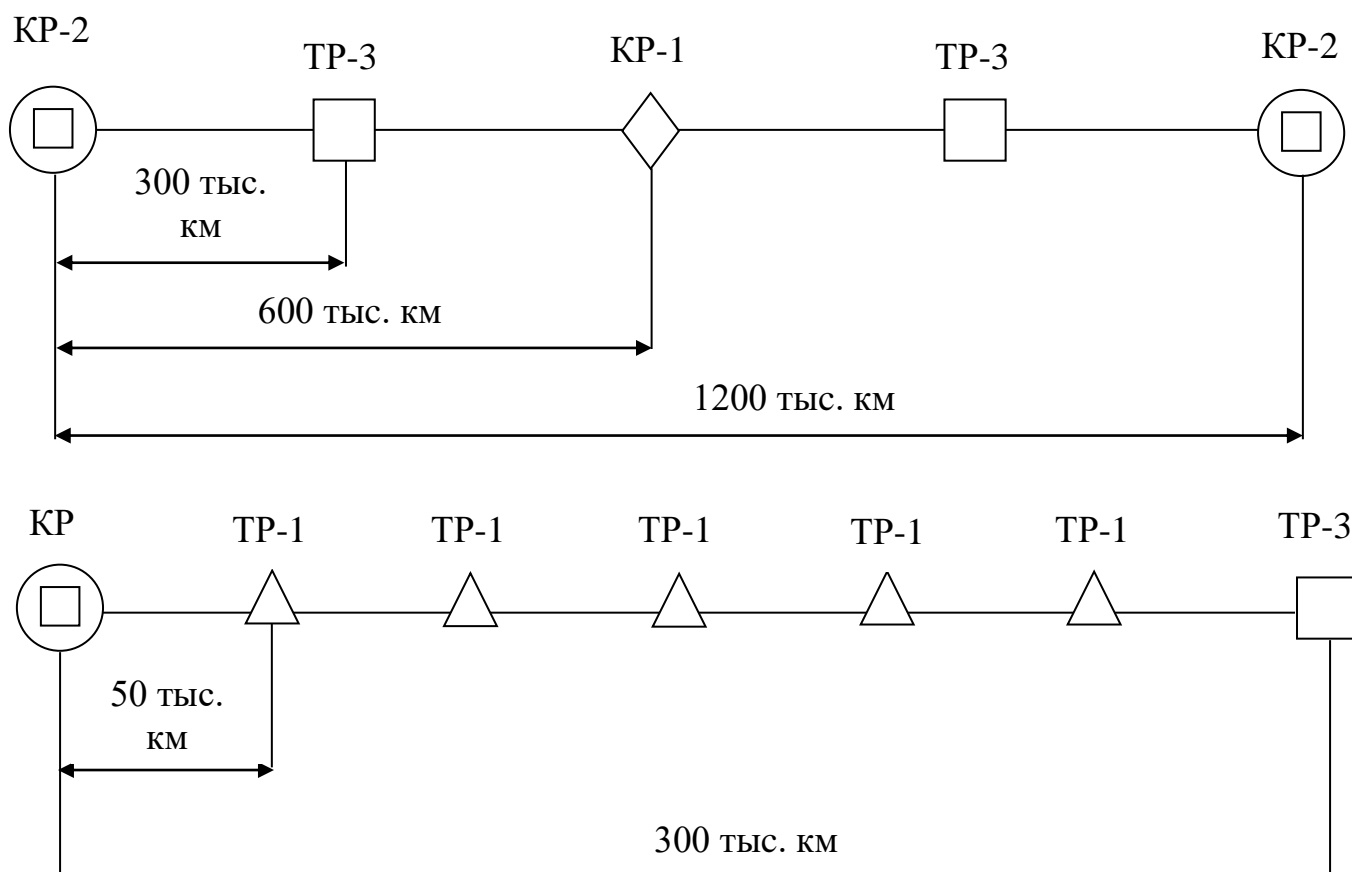 КР-2
ТР-3
КР-1
ТР-3
КР-2
300 тыс.
км
600 тыс. км
1200 тыс. км
КР
ТР-1
ТР-1
ТР-1
ТР-1
ТР-1
ТР-3
50 тыс.
км
300 тыс. км